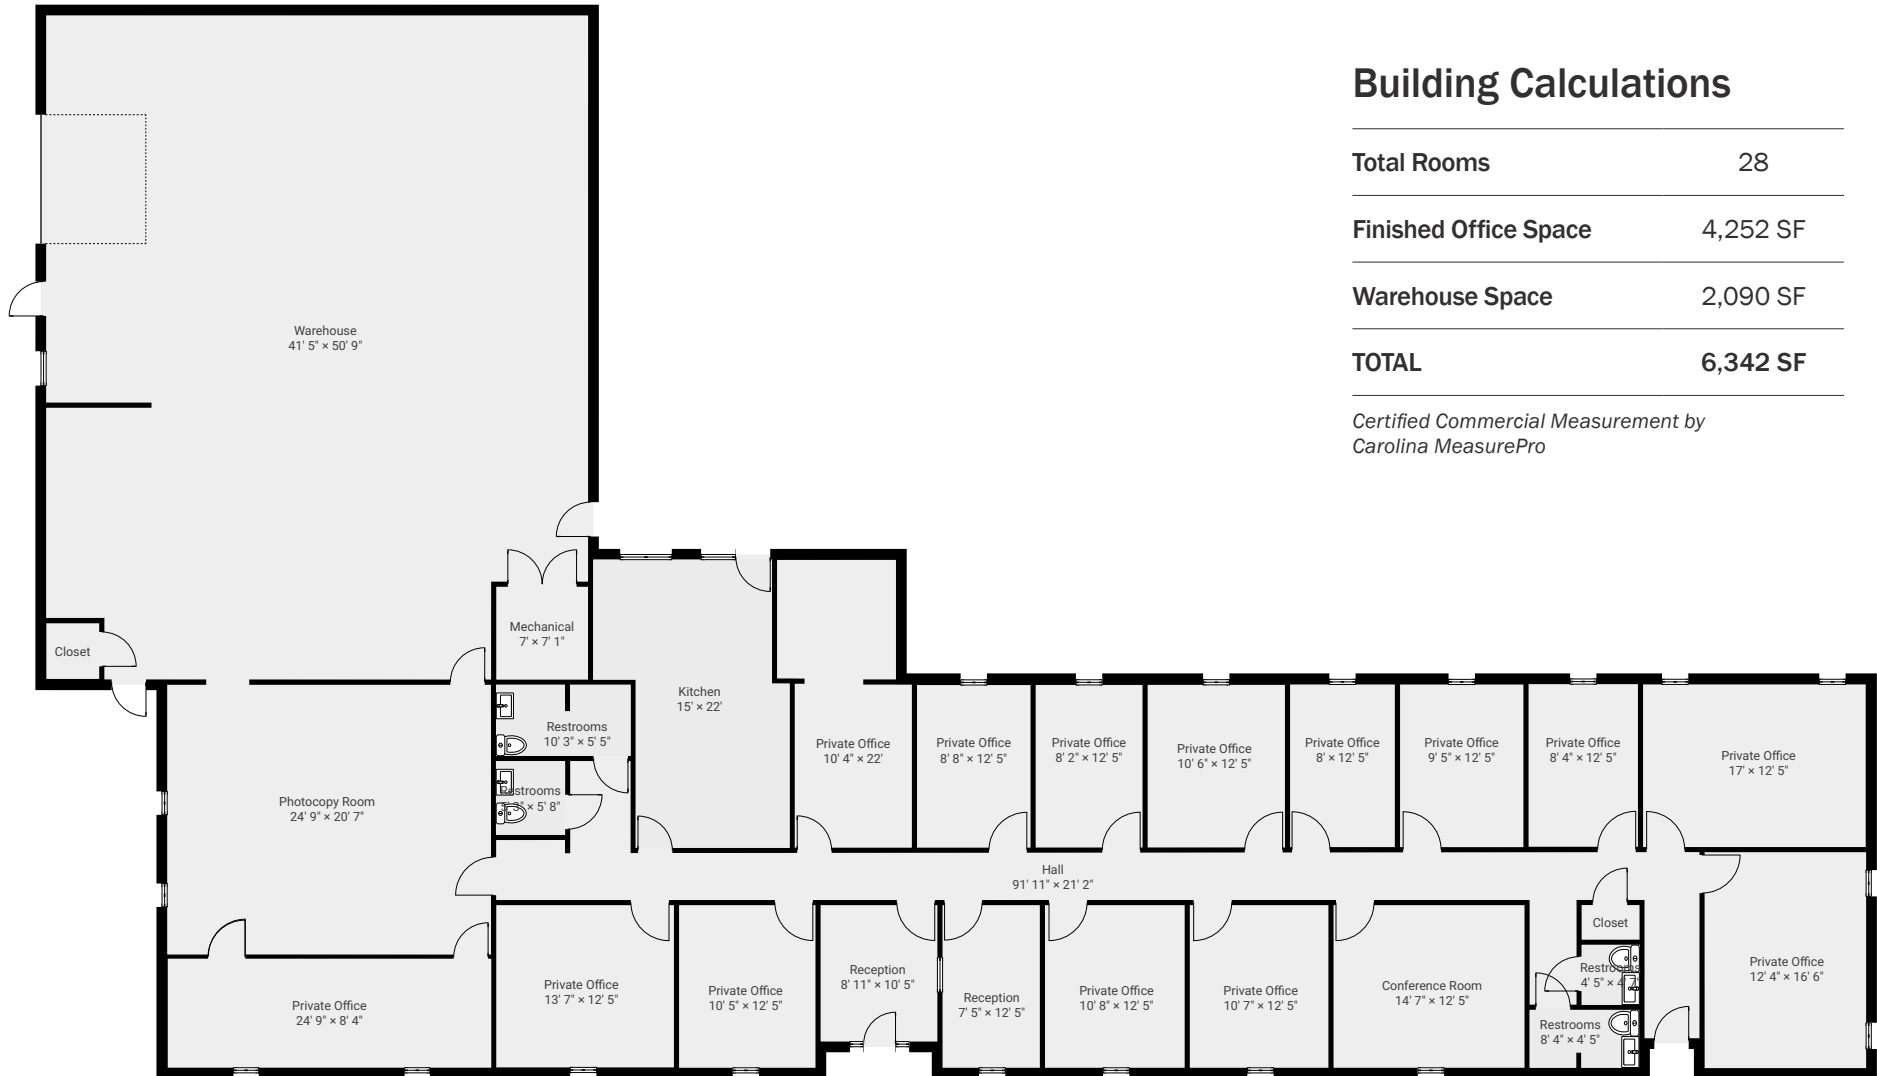 Building Calculations
Total Rooms 28
Finished Office Space 4,252 SF
Warehouse Space 2,090 SF
TOTAL 6,342 SF
Certified Commercial Measurement by
Carolina MeasurePro
Warehouse
41' 5" × 50' 9"
Mechanical
7' × 7' 1"
Closet
Kitchen
15' × 22'
Restrooms
10' 3" × 5' 5"
Restrooms
× 5' 8"
Photocopy Room
24' 9" × 20' 7"
Private Office
10' 4" × 22'
Private Office
8' 8" × 12' 5"
Private Office
8' 2" × 12' 5"
Private Office
10' 6" × 12' 5"
Private Office
8' × 12' 5"
Private Office
9' 5" × 12' 5"
Private Office
8' 4" × 12' 5"
Private Office
17' × 12' 5"
Hall
91' 11" × 21' 2"
Private Office
24' 9" × 8' 4"
Private Office
13' 7" × 12' 5"
Private Office
10' 5" × 12' 5"
Reception
8' 11" × 10' 5"
Reception
7' 5" × 12' 5"
Private Office
10' 8" × 12' 5"
Private Office
10' 7" × 12' 5"
Conference Room
14' 7" × 12' 5"
Closet
Restrooms
4' 5" ×
Restrooms
8' 4" × 4' 5"
Private Office
12' 4" × 16' 6"